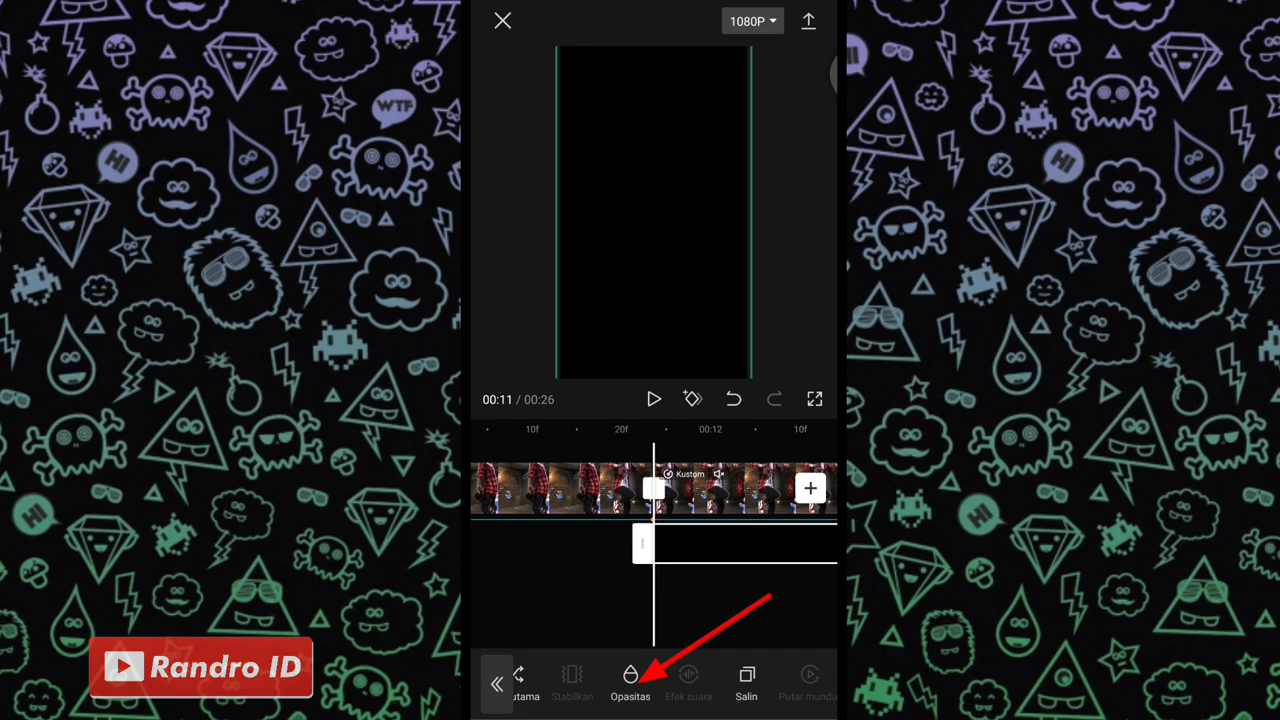 1080P
WTF
HI
HI
00:11 / 00:26
10f
20f
00:12
10f
Kustom
HI
HI
utama
Stabilkan
Opasitas
Efek suara
Salin
Putar mundu
Randro ID